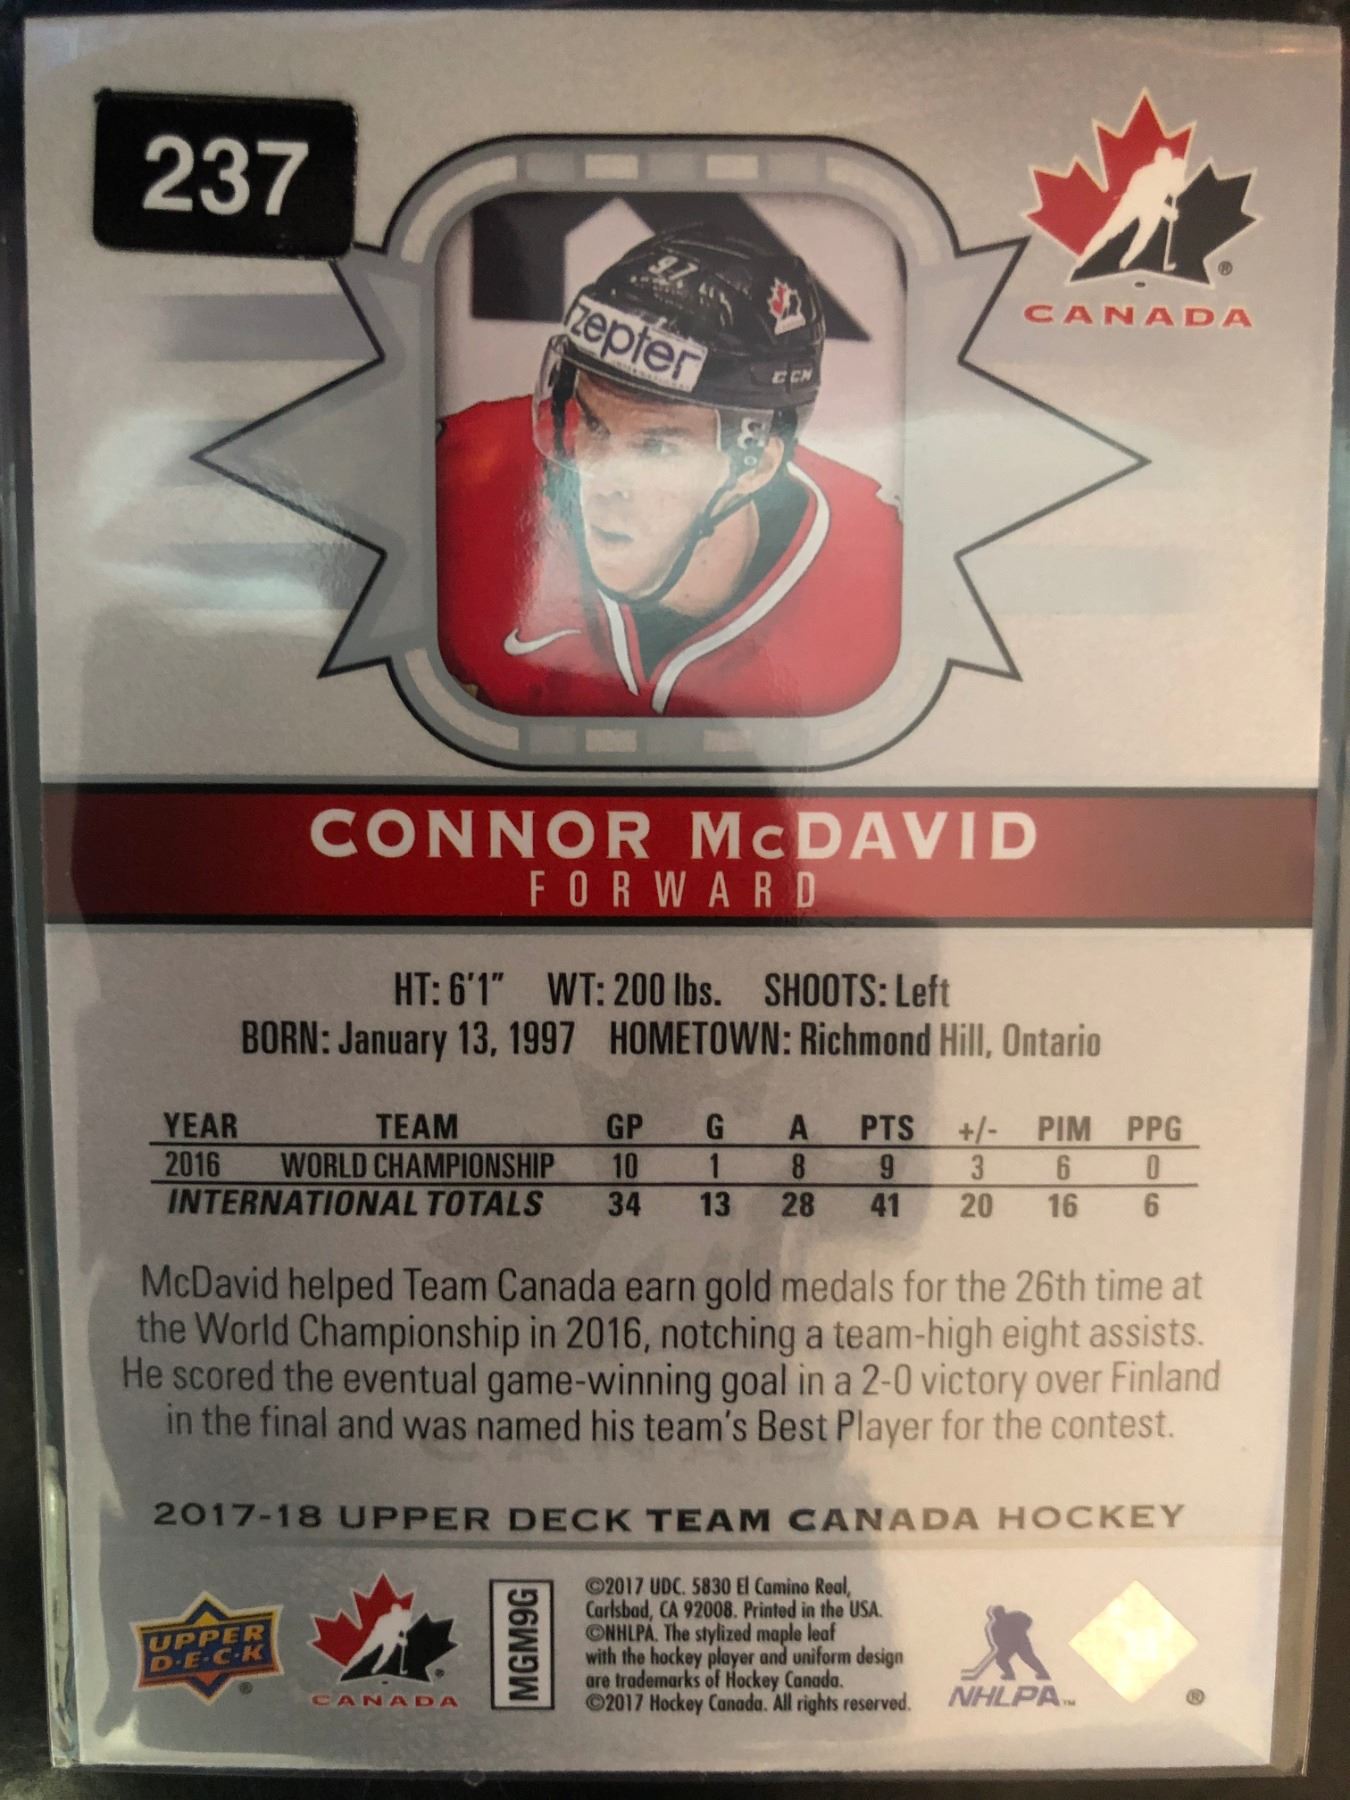 237
CANADA
97
zepter
INTERNATIONAL
CCM
CONNOR McDAVID
FORWARD
HT: 6'1" WT: 200 lbs. SHOOTS: Left
BORN: January 13, 1997 HOMETOWN: Richmond Hill, Ontario
YEAR TEAM GP G A PTS +/- PIM PPG
2016 WORLD CHAMPIONSHIP 10 1 8 9 3 6 0
INTERNATIONAL TOTALS 34 13 28 41 20 16 6
McDavid helped Team Canada earn gold medals for the 26th time at
the World Championship in 2016, notching a team-high eight assists.
He scored the eventual game-winning goal in a 2-0 victory over Finland
in the final and was named his team's Best Player for the contest.
2017-18 UPPER DECK TEAM CANADA HOCKEY
UPPER
D·E·C·K
CANADA
MGM9G
©2017 UDC. 5830 El Camino Real,
Carlsbad, CA 92008. Printed in the USA.
©NHLPA. The stylized maple leaf
with the hockey player and uniform design
are trademarks of Hockey Canada.
©2017 Hockey Canada. All rights reserved.
NHLPA™